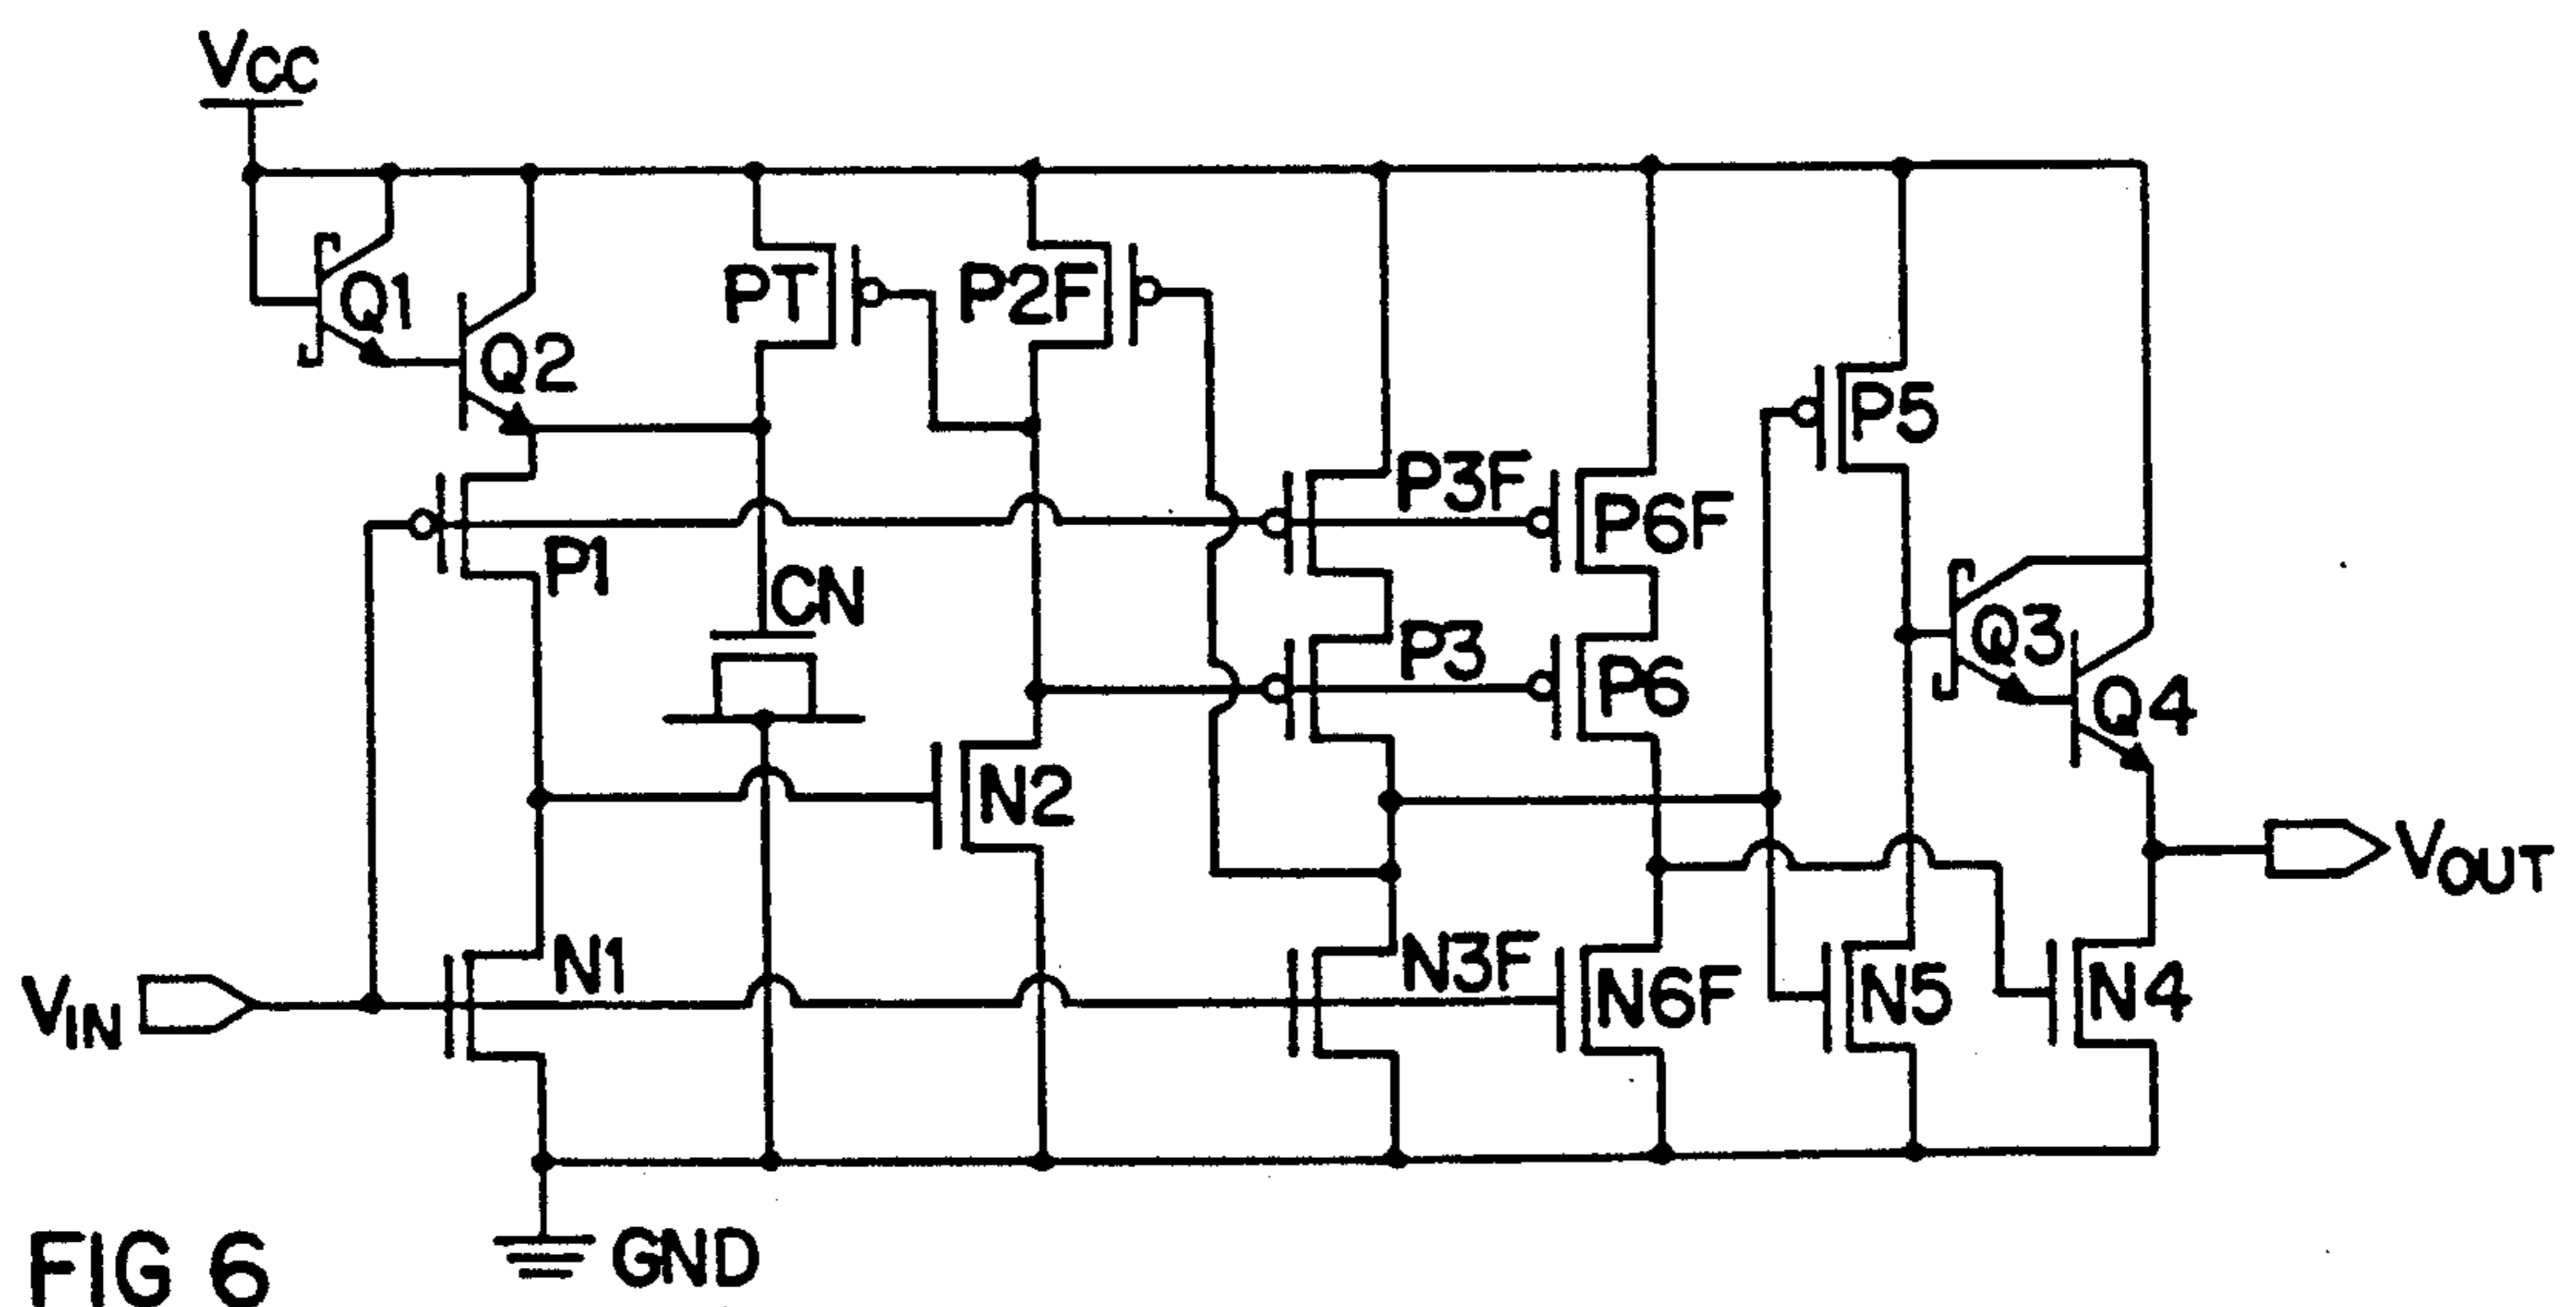 VCC
Q1
Q2
PT
P2F
P3F
P6F
P5
P1
CN
P3
P6
Q3
Q4
N2
VOUT
VIN
N1
N3F
N6F
N5
N4
GND
FIG 6